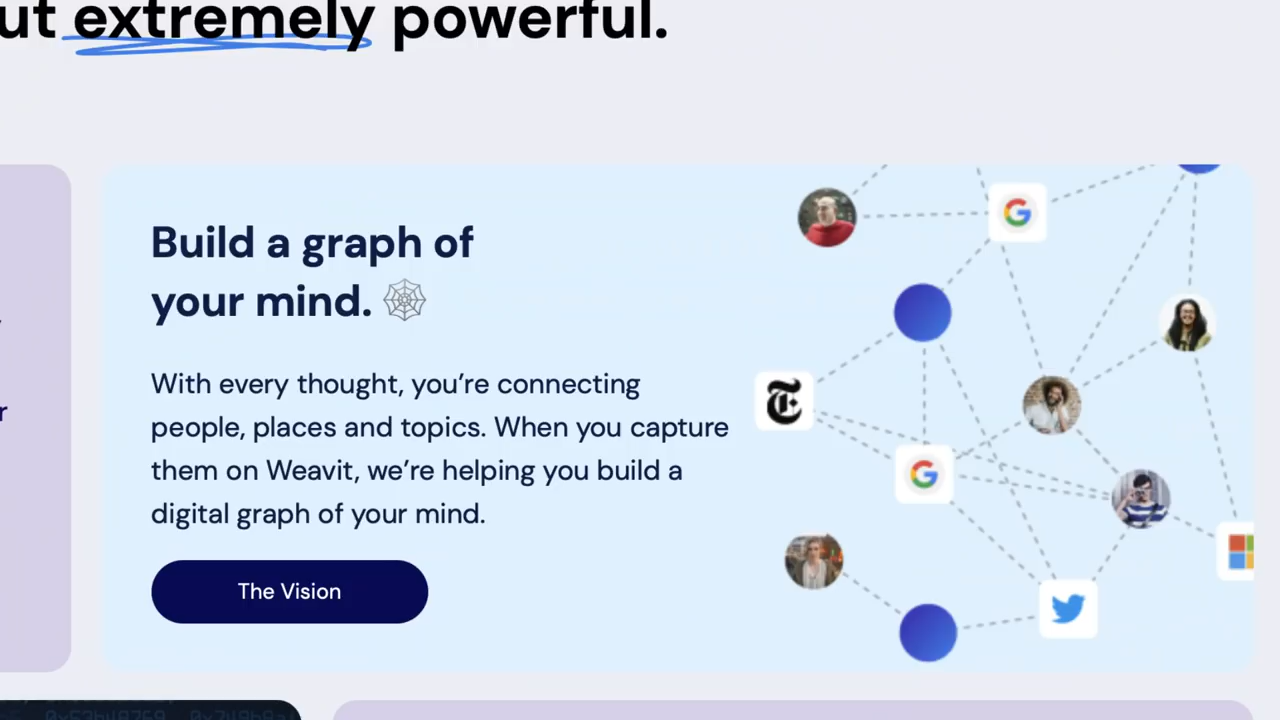 ut extremely powerful.
Build a graph of
your mind.
With every thought, you’re connecting
people, places and topics. When you capture
them on Weavit, we’re helping you build a
digital graph of your mind.
The Vision